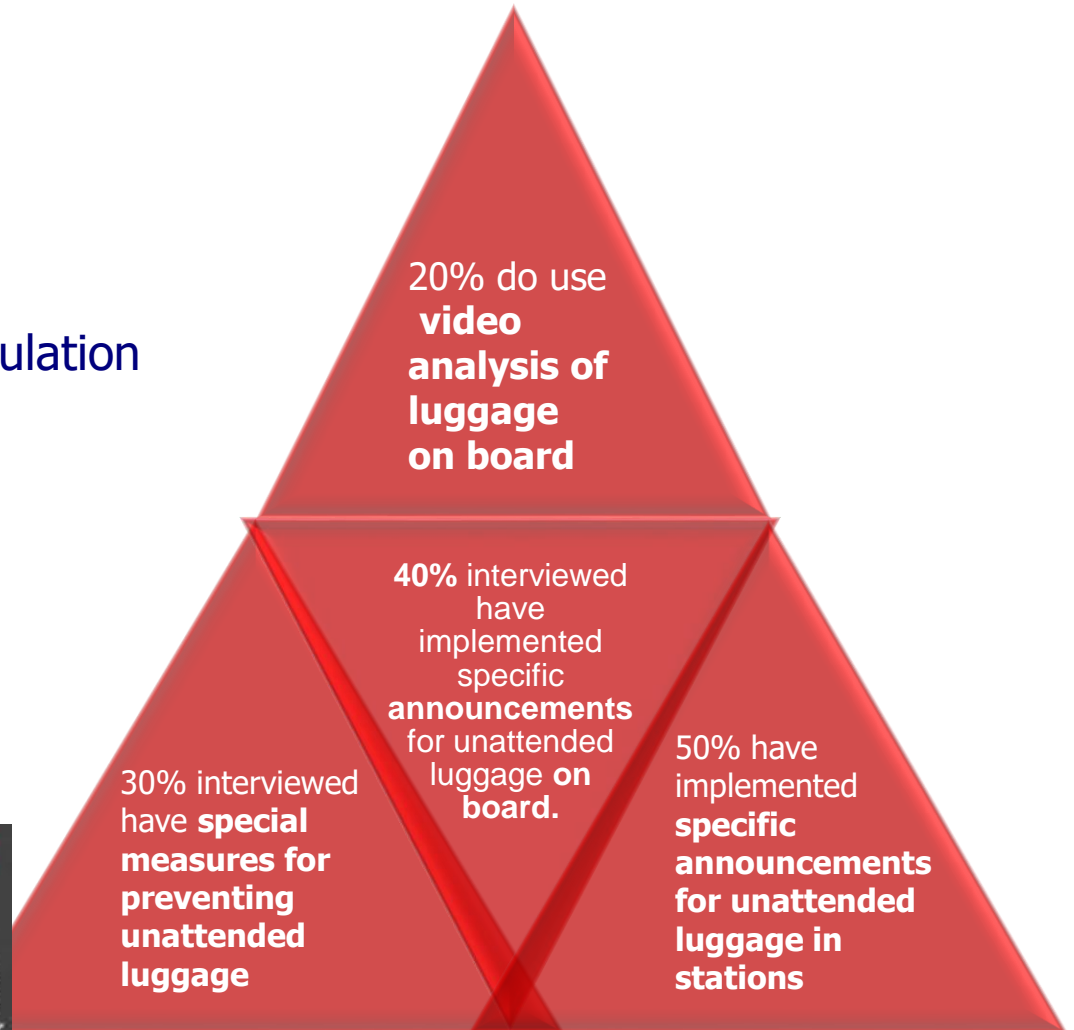 20% do use
video
analysis of
luggage
on board
ulation
40% interviewed
have
implemented
specific
announcements
for unattended
luggage on
board.
30% interviewed
have special
measures for
preventing
unattended
luggage
50% have
implemented
specific
announcements
for unattended
luggage in
stations